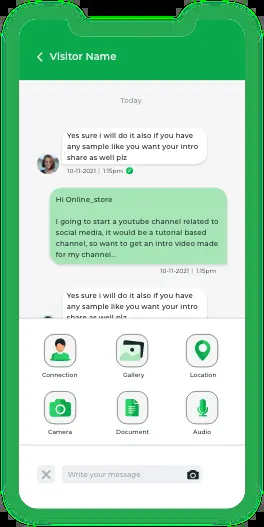 Visitor Name
Today
Yes sure i will do it also if you have
any sample like you want your intro
share as well plz
10-11-2021 | 1:15pm
Hi Online_store
I going to start a youtube channel related to
social media, it would be a tutorial based
channel, so want to get an intro video made
for my channel...
10-11-2021 | 1:15pm
Yes sure i will do it also if you have
any sample like you want your intro
share as well plz
Connection Gallery Location
Camera Document Audio
Write your message